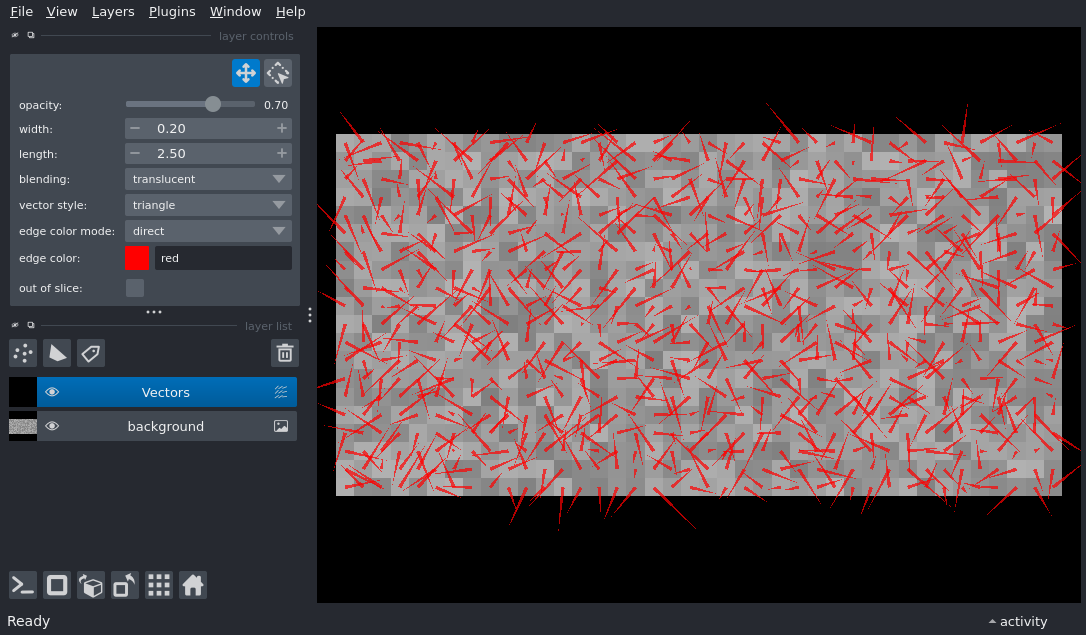 File View Layers Plugins Window Help
layer controls
opacity: 0.70
width: 0.20
length: 2.50
blending: translucent
vector style: triangle
edge color mode: direct
edge color: red
out of slice:
layer list
Vectors
background
Ready
activity